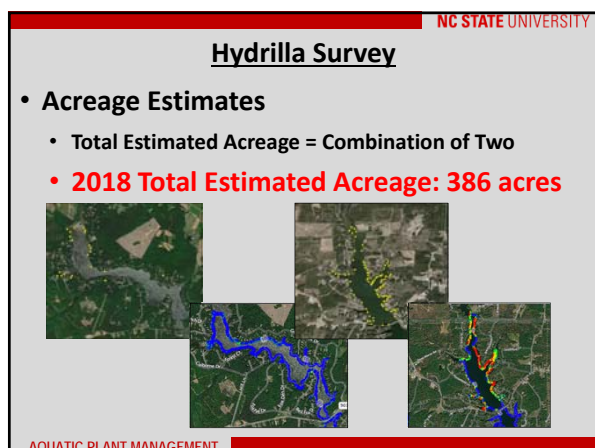 NC STATE UNIVERSITY
Hydrilla Survey
• Acreage Estimates
• Total Estimated Acreage = Combination of Two
• 2018 Total Estimated Acreage: 386 acres
AQUATIC PLANT MANAGEMENT